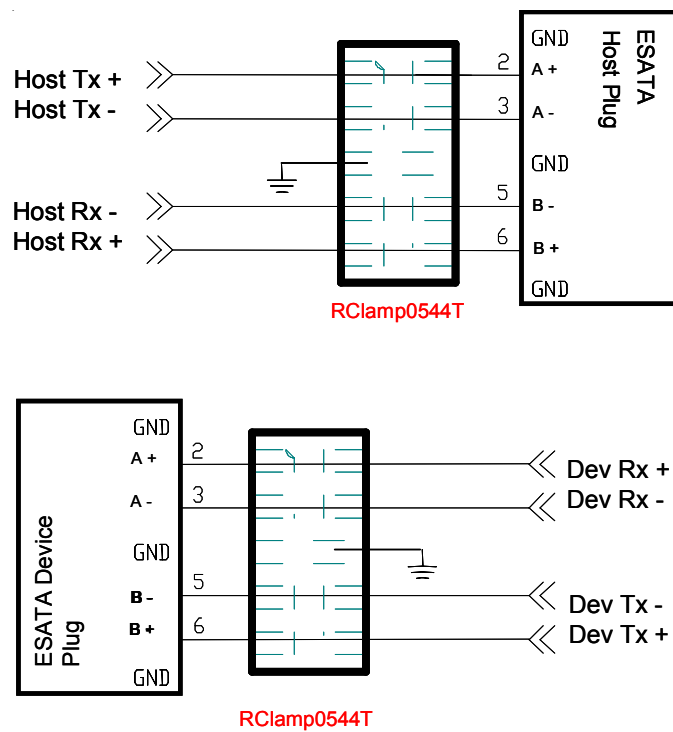 Host Tx +
Host Tx -
Host Rx -
Host Rx +
2
3
5
6
GND
A +
A -
GND
B -
B +
GND
ESATA
Host Plug
RClamp0544T
ESATA Device
Plug
GND
A +
A -
GND
B -
B +
GND
2
3
5
6
Dev Rx +
Dev Rx -
Dev Tx -
Dev Tx +
RClamp0544T